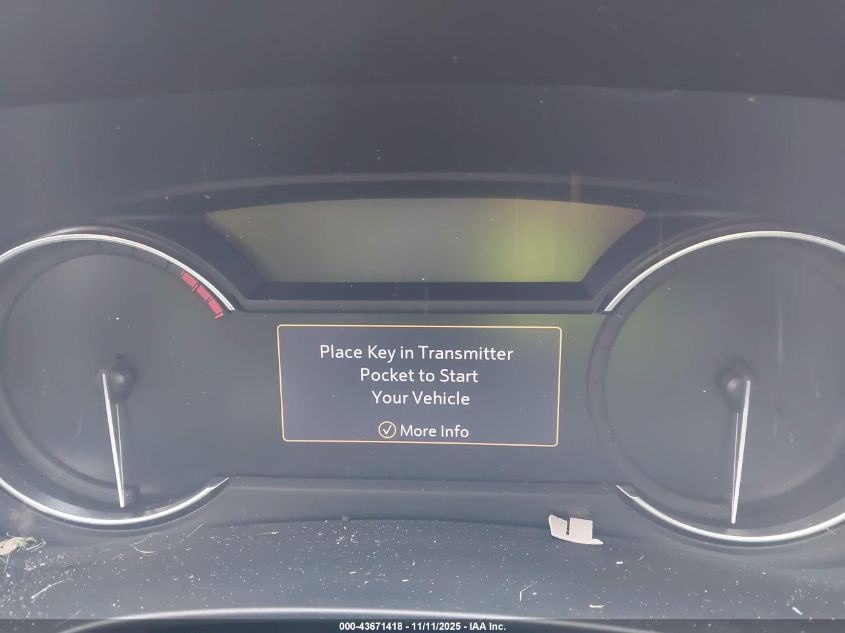 Place Key in Transmitter
Pocket to Start
Your Vehicle
More Info
000-43671418 - 11/11/2025 - IAA Inc.